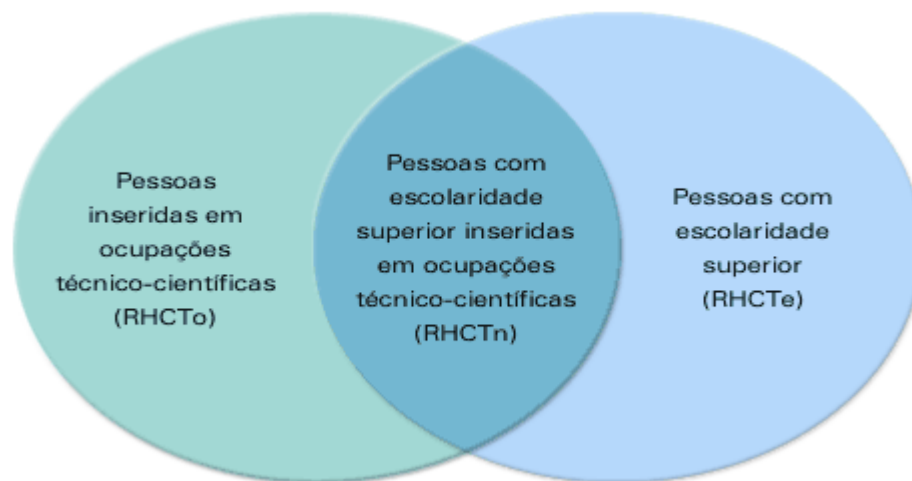 Pessoas
inseridas em
ocupações
técnico-científicas
(RHCTo)
Pessoas com
escolaridade
superior inseridas
em ocupações
técnico-científicas
(RHCTn)
Pessoas com
escolaridade
superior
(RHCTe)